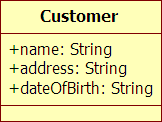 Customer
+name: String
+address: String
+dateOfBirth: String